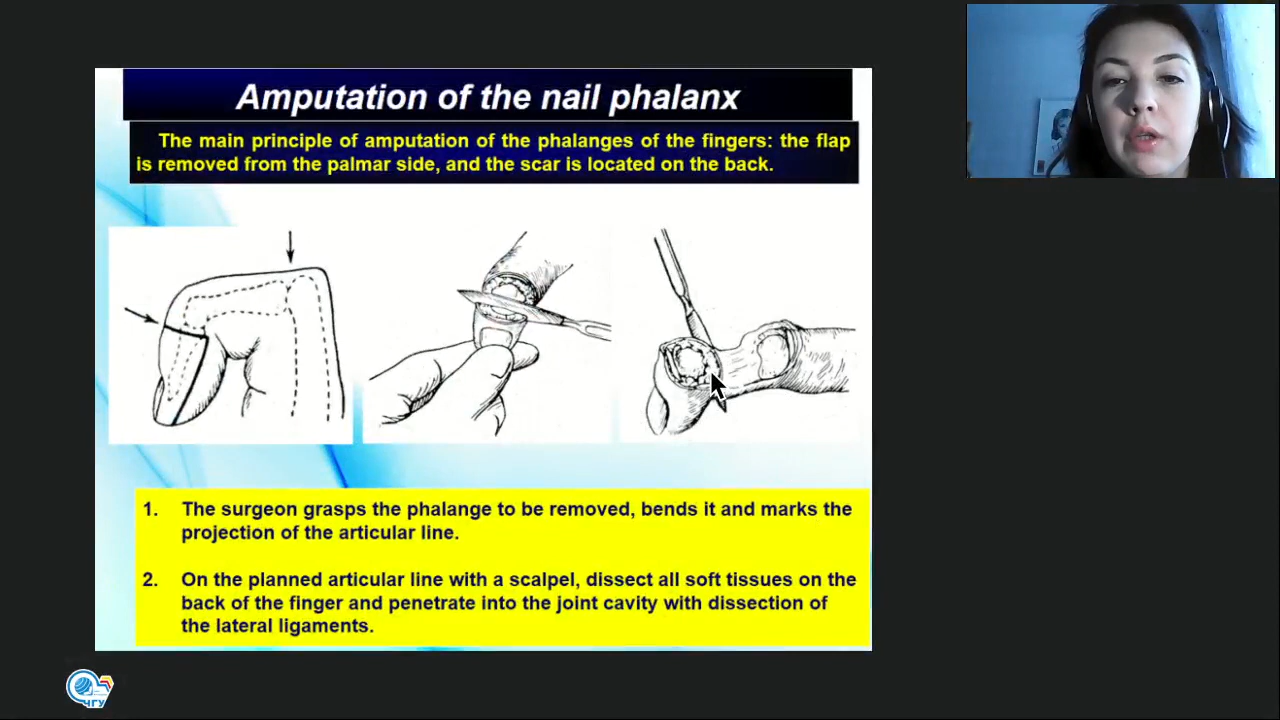 Amputation of the nail phalanx
The main principle of amputation of the phalanges of the fingers: the flap
is removed from the palmar side, and the scar is located on the back.
1. The surgeon grasps the phalange to be removed, bends it and marks the
projection of the articular line.
2. On the planned articular line with a scalpel, dissect all soft tissues on the
back of the finger and penetrate into the joint cavity with dissection of
the lateral ligaments.
ЧГУ